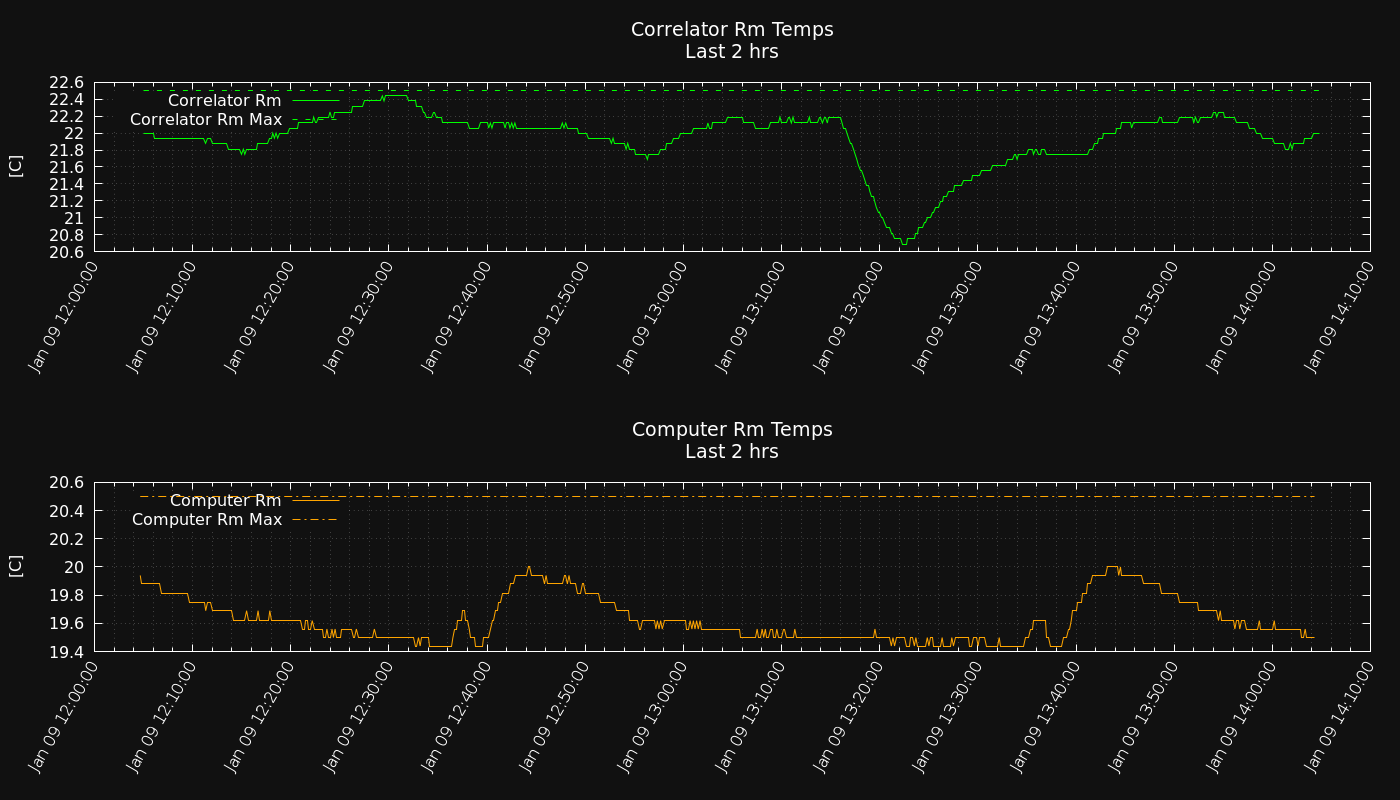 Correlator Rm Temps
Last 2 hrs
22.6
22.4
22.2
22
21.8
21.6
21.4
21.2
21
20.8
20.6
[C]
Correlator Rm
Correlator Rm Max
Jan 09 12:00:00
Jan 09 12:10:00
Jan 09 12:20:00
Jan 09 12:30:00
Jan 09 12:40:00
Jan 09 12:50:00
Jan 09 13:00:00
Jan 09 13:10:00
Jan 09 13:20:00
Jan 09 13:30:00
Jan 09 13:40:00
Jan 09 13:50:00
Jan 09 14:00:00
Jan 09 14:10:00
Computer Rm Temps
Last 2 hrs
20.6
20.4
20.2
20
19.8
19.6
19.4
[C]
Computer Rm
Computer Rm Max
Jan 09 12:00:00
Jan 09 12:10:00
Jan 09 12:20:00
Jan 09 12:30:00
Jan 09 12:40:00
Jan 09 12:50:00
Jan 09 13:00:00
Jan 09 13:10:00
Jan 09 13:20:00
Jan 09 13:30:00
Jan 09 13:40:00
Jan 09 13:50:00
Jan 09 14:00:00
Jan 09 14:10:00